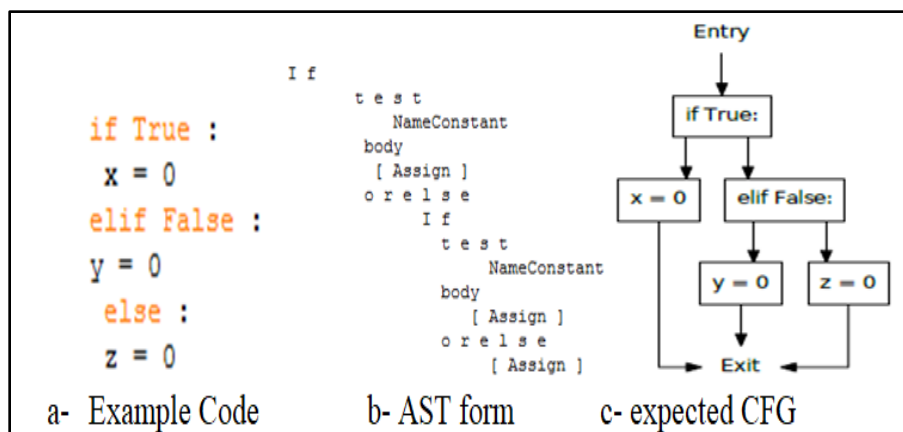 if True :
x = 0
elif False :
y = 0
else :
z = 0
a- Example Code
I f
t e s t
NameConstant
body
[ Assign ]
o r e l s e
I f
t e s t
NameConstant
body
[ Assign ]
o r e l s e
[ Assign ]
b- AST form
Entry
if True:
x = 0
elif False:
y = 0
z = 0
Exit
c- expected CFG